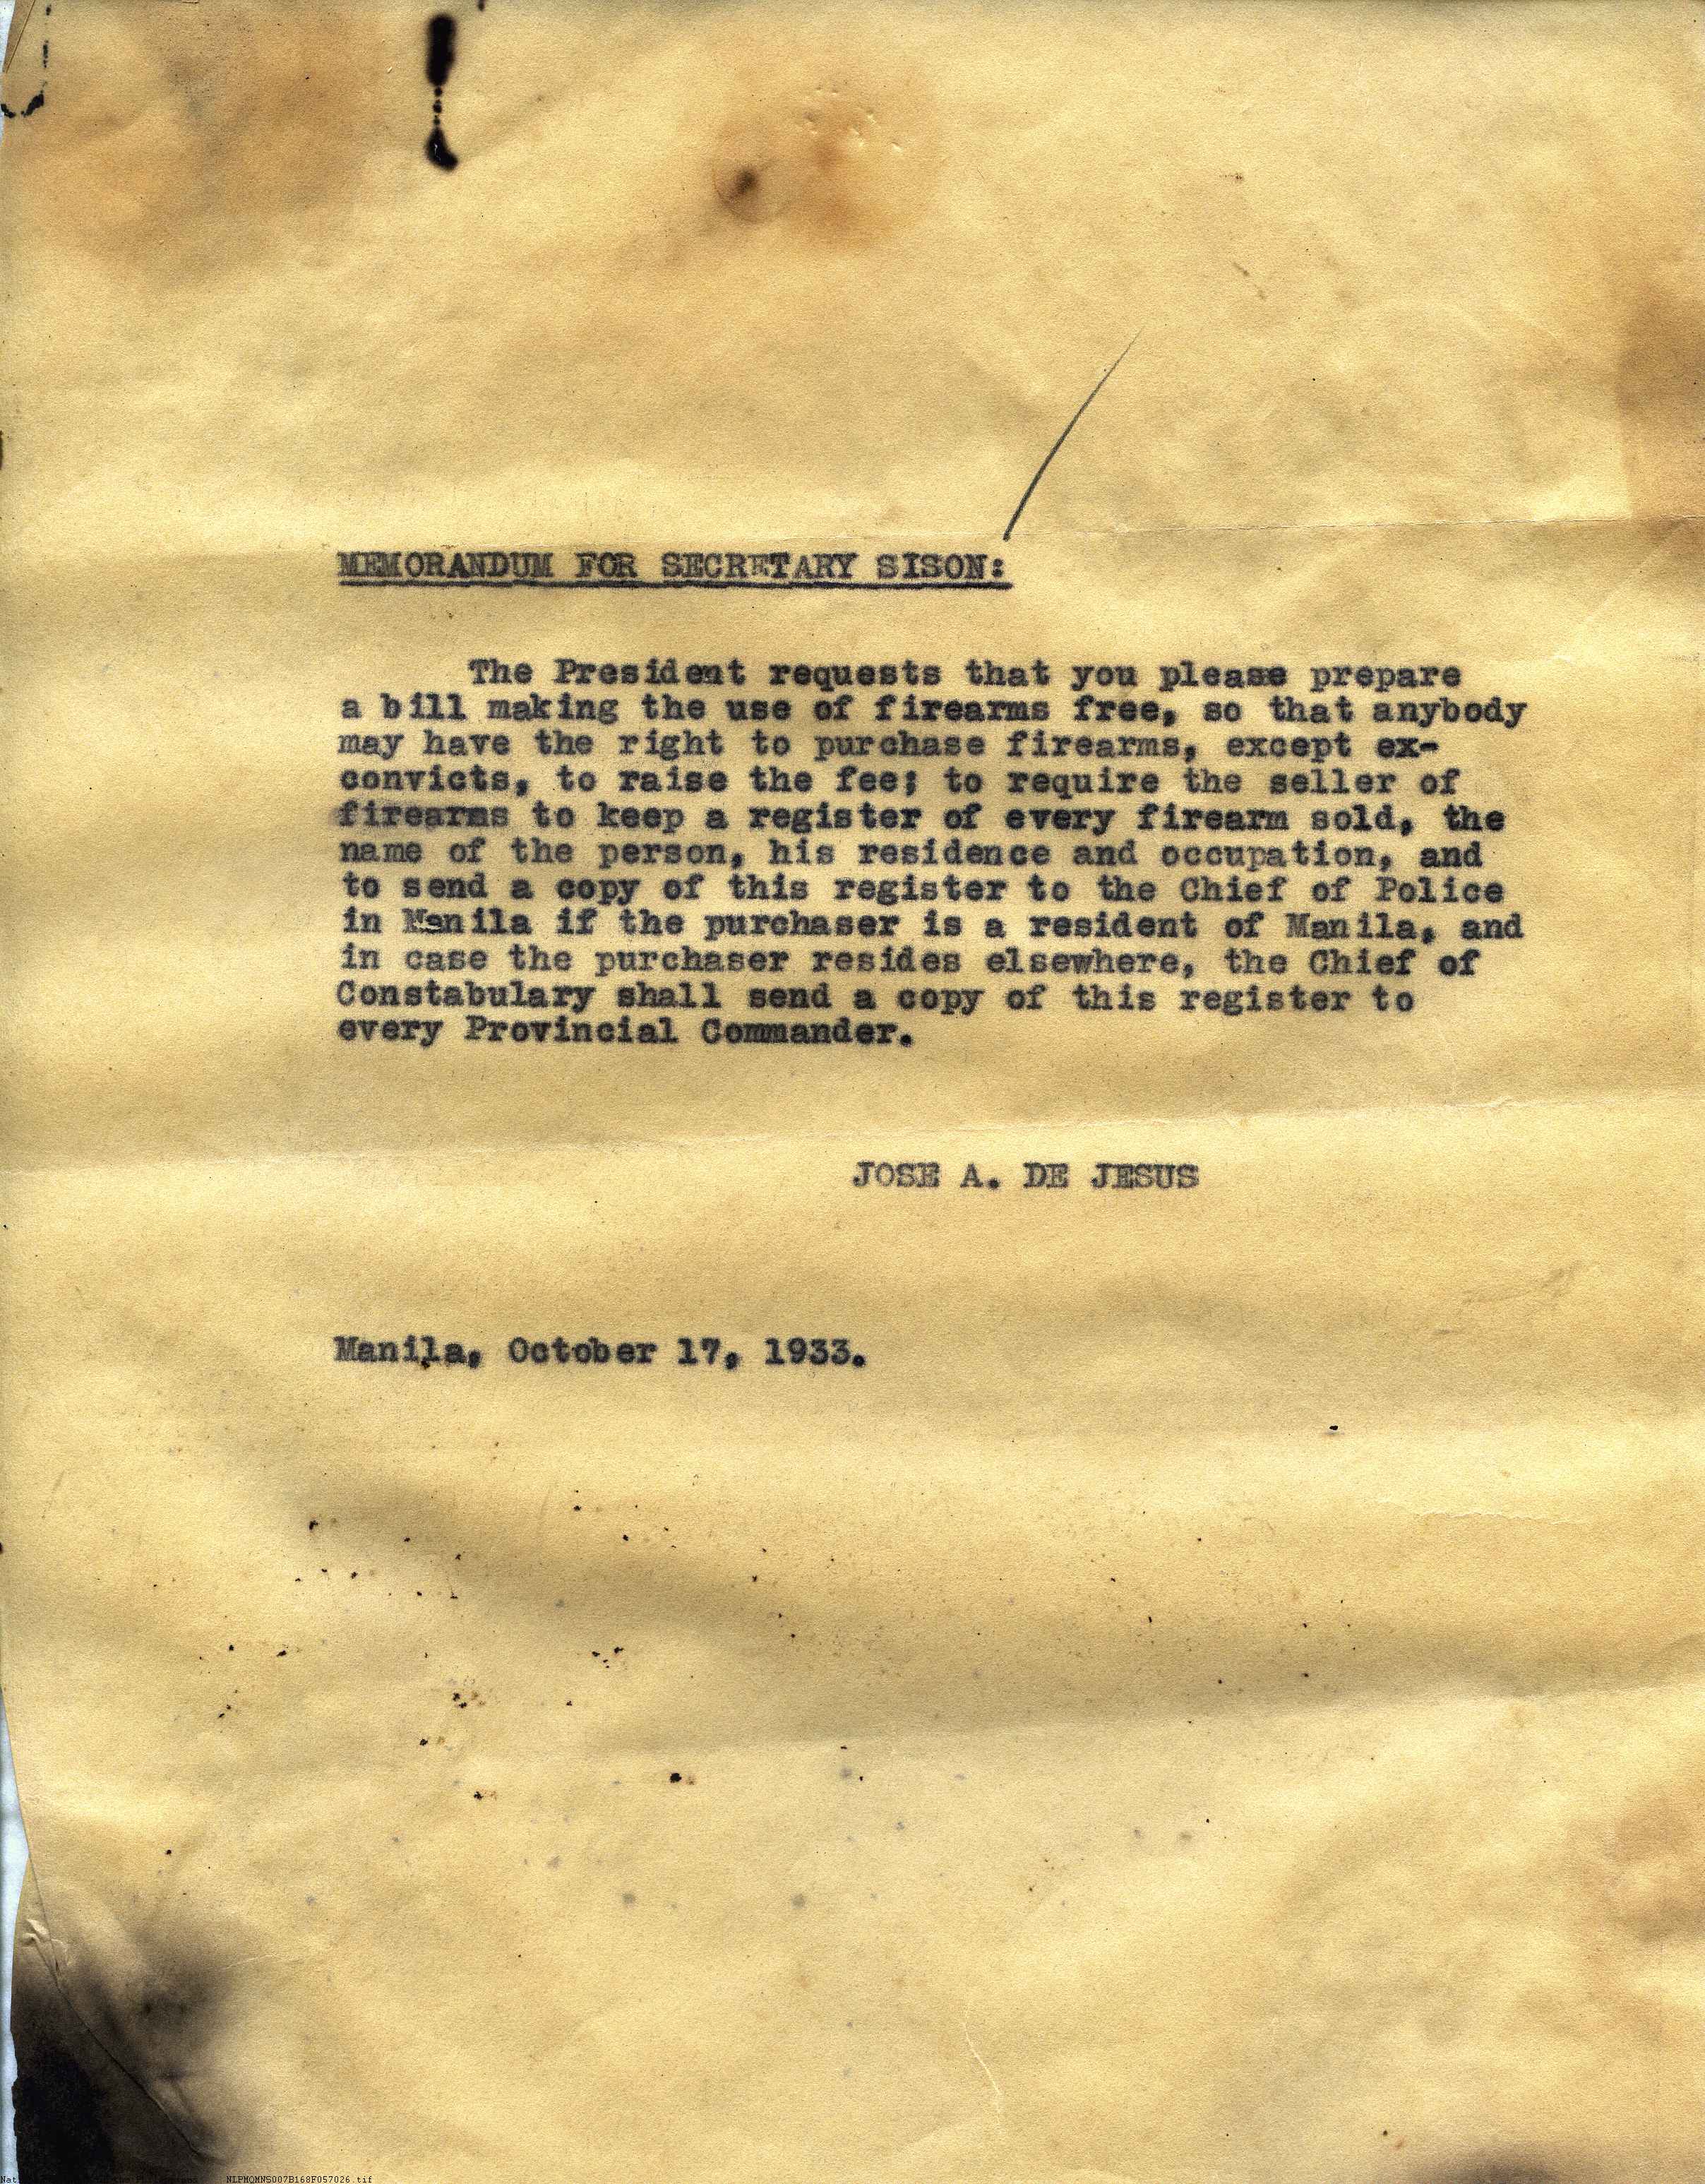 MEMORANDUM FOR SECRETARY SISON:
The President requests that you please prepare
a bill making the use of firearms free, so that anybody
may have the right to purchase firearms, except ex-
convicts, to raise the fee; to require the seller of
firearms to keep a register of every firearm sold, the
name of the person, his residence and occupation, and
to send a copy of this register to the Chief of Police
in Manila if the purchaser is a resident of Manila, and
in case the purchaser resides elsewhere, the Chief of
Constabulary shall send a copy of this register to
every Provincial Commander.
JOSE A. DE JESUS
Manila, October 17, 1933.
NLPMQMNS007B168F057026.tif